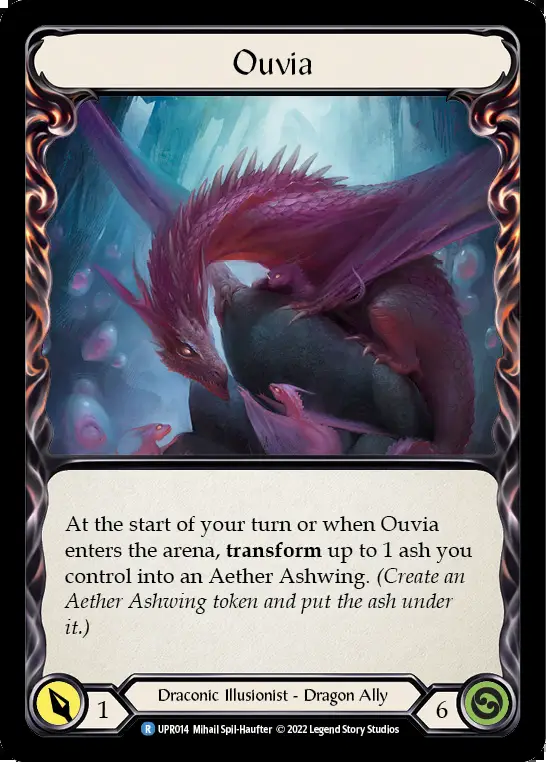 Ouvia
At the start of your turn or when Ouvia
enters the arena, transform up to 1 ash you
control into an Aether Ashwing. (Create an
Aether Ashwing token and put the ash under
it.)
1
Draconic Illusionist - Dragon Ally
6
R UPR014 Mihail Spil-Haufter © 2022 Legend Story Studios